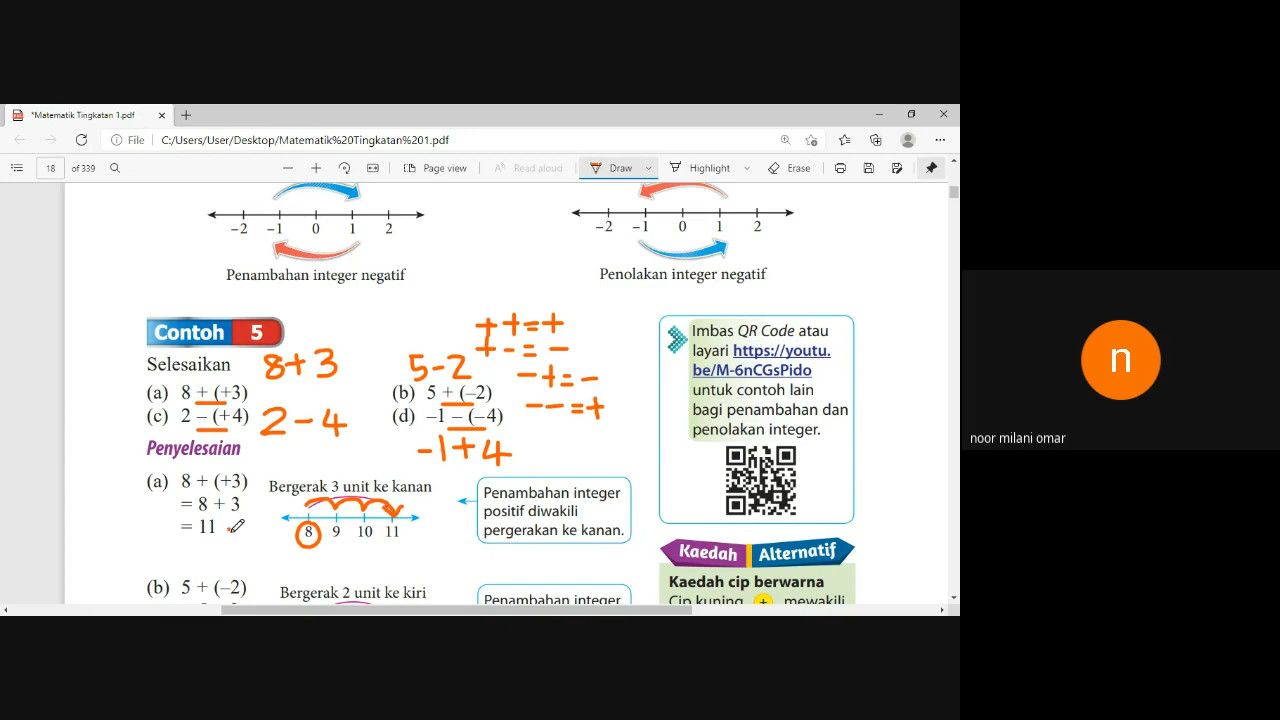 *Matematik Tingkatan 1.pdf
File C:/Users/User/Desktop/Matematik%20Tingkatan%201.pdf
18 of 339 Page view Read aloud Draw Highlight Erase
−2 −1 0 1 2
−2 −1 0 1 2
Penambahan integer negatif
Penolakan integer negatif
Contoh 5
Selesaikan
8+3
5-2
(a) 8 + (+3)
(b) 5 + (–2)
(c) 2 – (+4)
2-4
(d) –1 – (–4)
-1+4
++=+
+-=-
-+=-
--=+
Penyelesaian
(a) 8 + (+3)
= 8 + 3
= 11
Bergerak 3 unit ke kanan
8 9 10 11
Penambahan integer
positif diwakili
pergerakan ke kanan.
(b) 5 + (–2)
Bergerak 2 unit ke kiri
Penambahan integer
Imbas QR Code atau
layari https://youtu.
be/M-6nCGsPido
untuk contoh lain
bagi penambahan dan
penolakan integer.
Kaedah Alternatif
Kaedah cip berwarna
Cip kuning + mewakili
n
noor milani omar